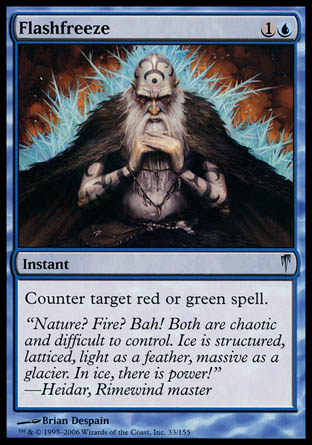 Flashfreeze 1
Instant
Counter target red or green spell.
“Nature? Fire? Bah! Both are chaotic
and difficult to control. Ice is structured,
latticed, light as a feather, massive as a
glacier. In ice, there is power!”
—Heidar, Rimewind master
Brian Despain
™ & © 1993–2006 Wizards of the Coast, Inc. 33/155